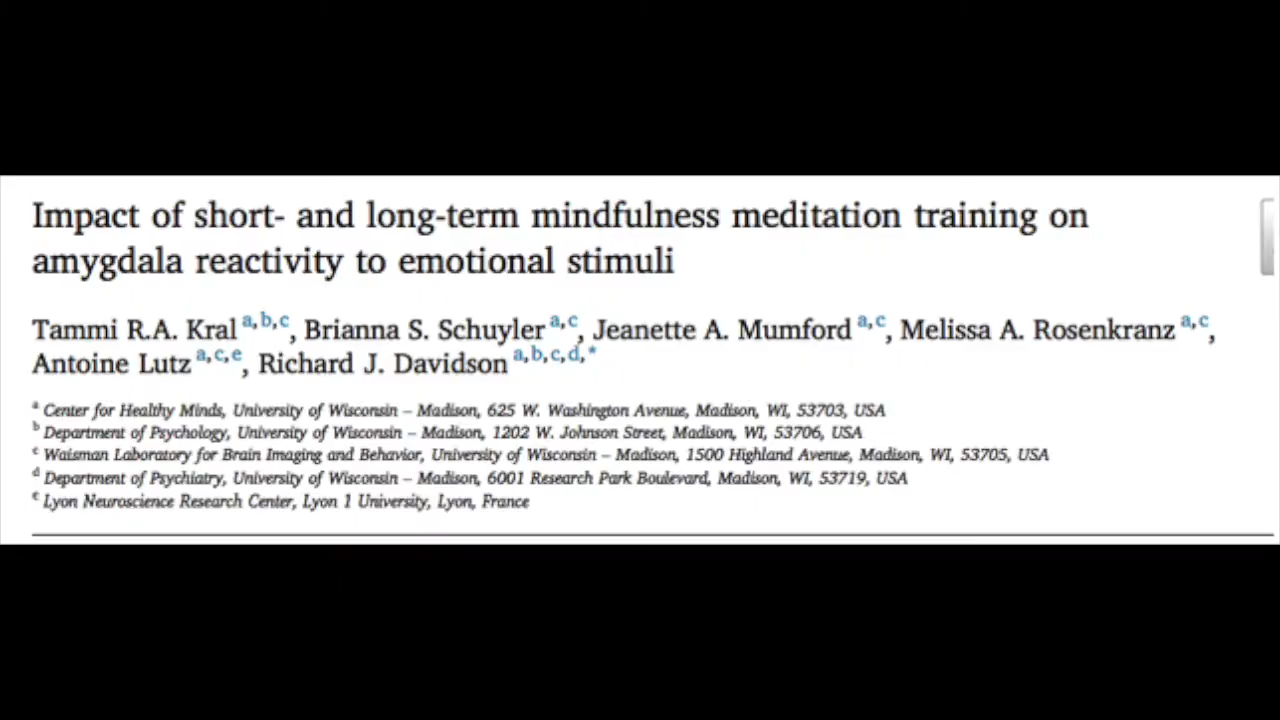 Impact of short- and long-term mindfulness meditation training on
amygdala reactivity to emotional stimuli
Tammi R.A. Kral a,b,c, Brianna S. Schuyler a,c, Jeanette A. Mumford a,c, Melissa A. Rosenkranz a,c,
Antoine Lutz a,c,e, Richard J. Davidson a,b,c,d,*
a Center for Healthy Minds, University of Wisconsin – Madison, 625 W. Washington Avenue, Madison, WI, 53703, USA
b Department of Psychology, University of Wisconsin – Madison, 1202 W. Johnson Street, Madison, WI, 53706, USA
c Waisman Laboratory for Brain Imaging and Behavior, University of Wisconsin – Madison, 1500 Highland Avenue, Madison, WI, 53705, USA
d Department of Psychiatry, University of Wisconsin – Madison, 6001 Research Park Boulevard, Madison, WI, 53719, USA
e Lyon Neuroscience Research Center, Lyon 1 University, Lyon, France